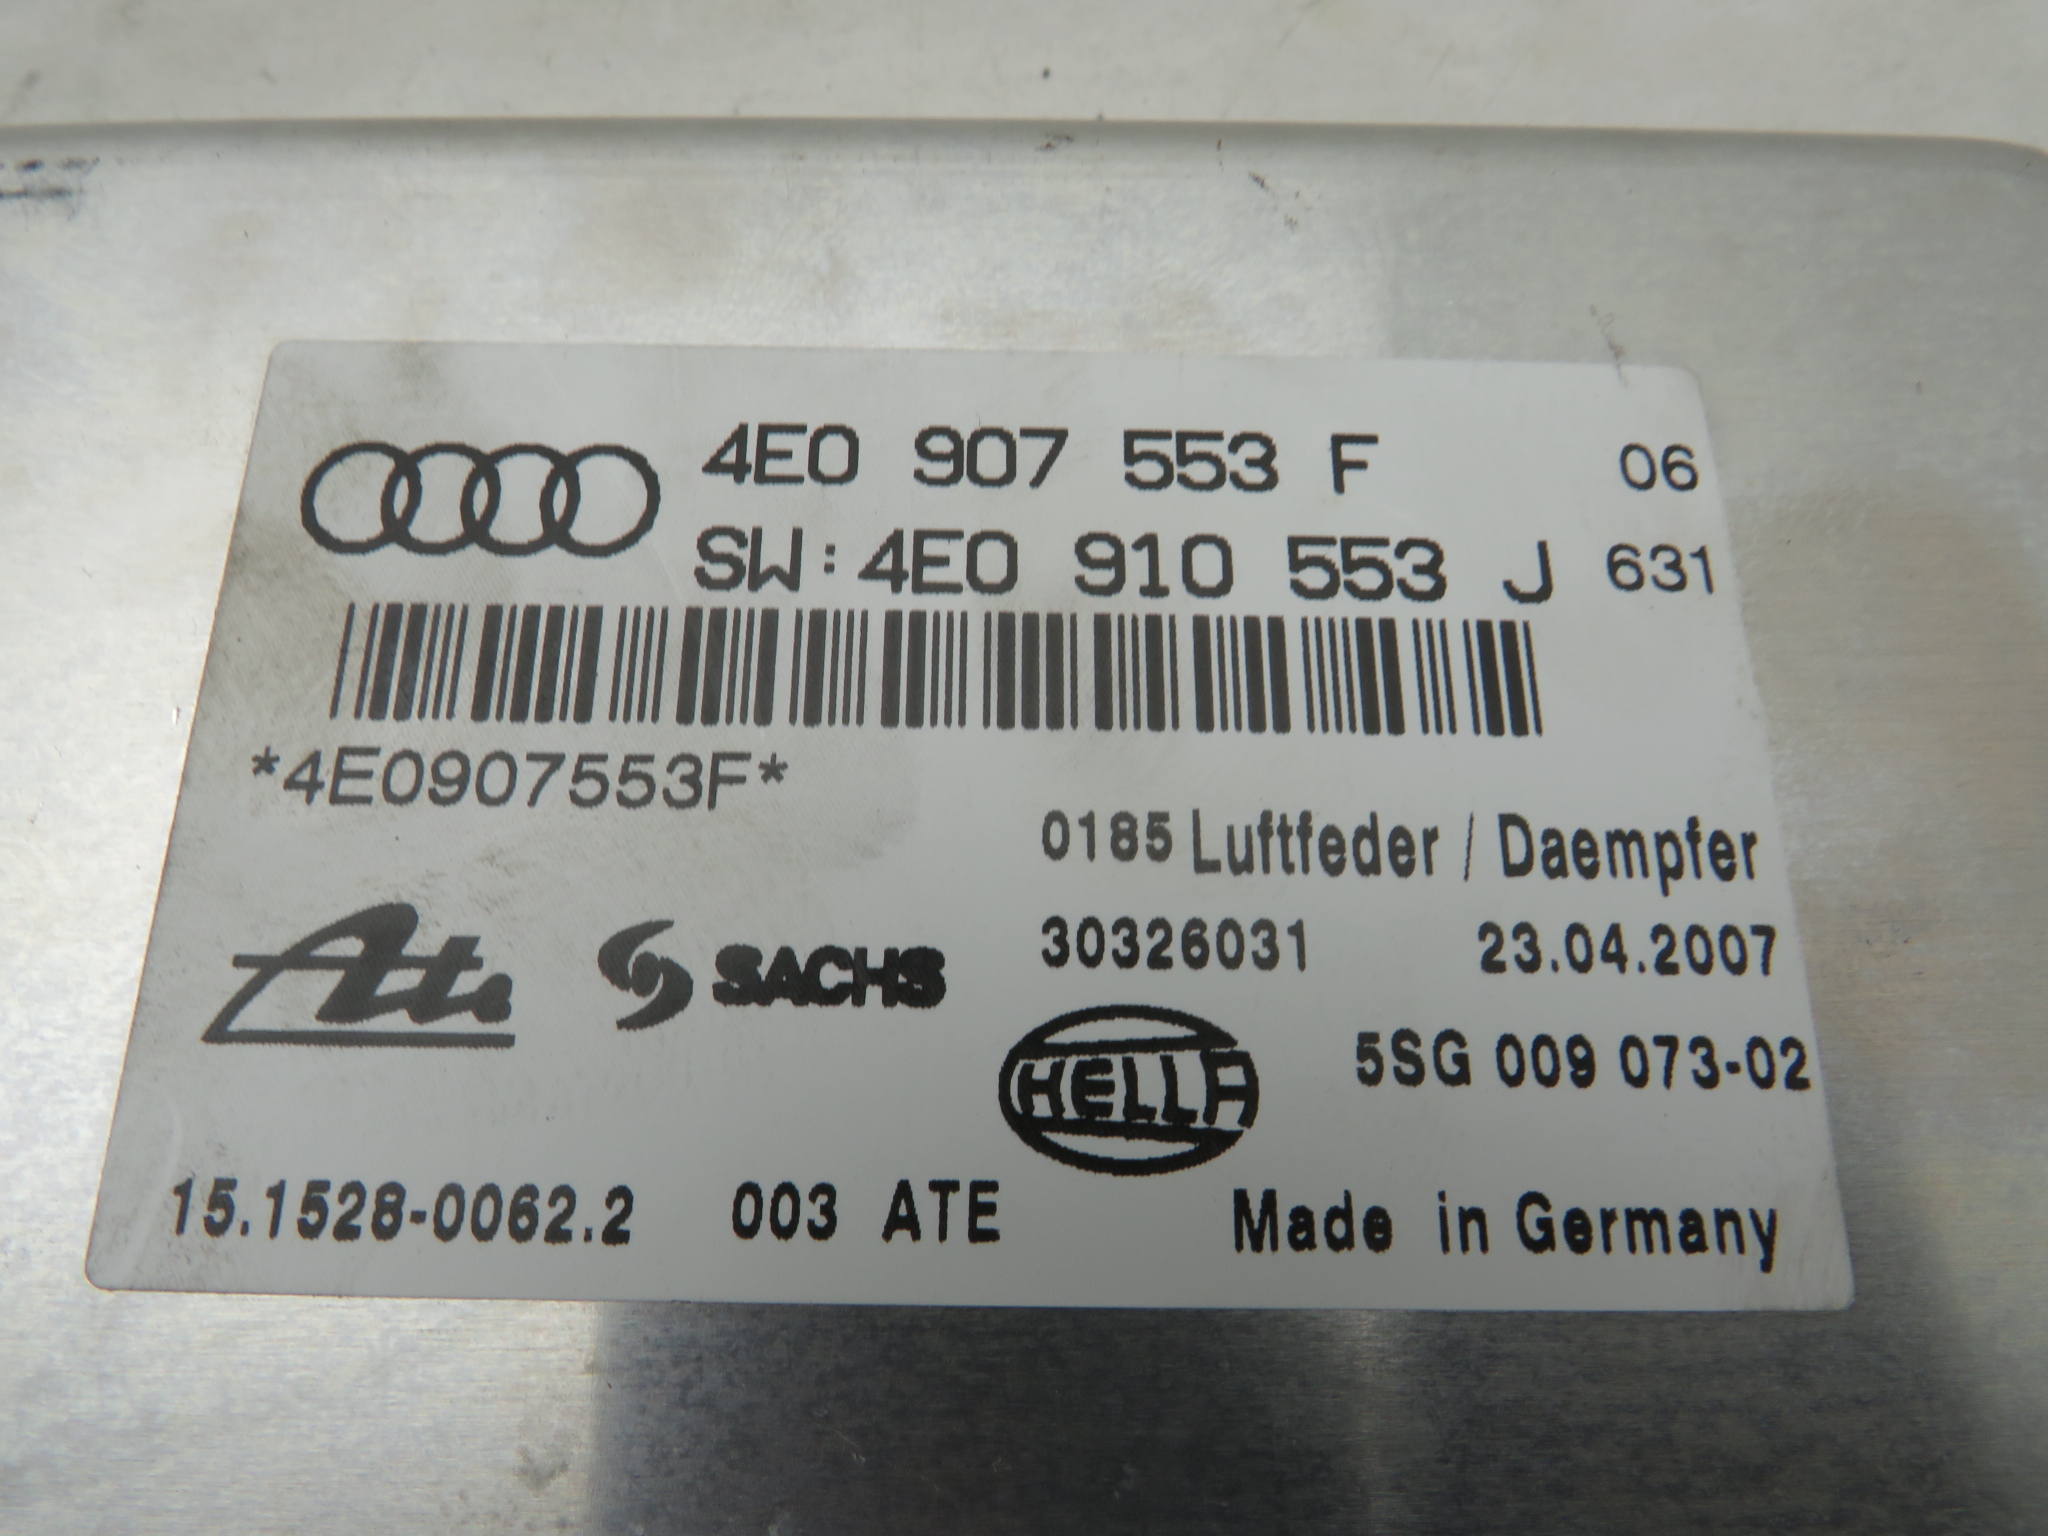 4E0 907 553 F 06
SW:4E0 910 553 J 631
*4E0907553F*
0185 Luftfeder / Daempfer
30326031 23.04.2007
Ate SACHS
HELLA 5SG 009 073-02
15.1528-0062.2 003 ATE Made in Germany